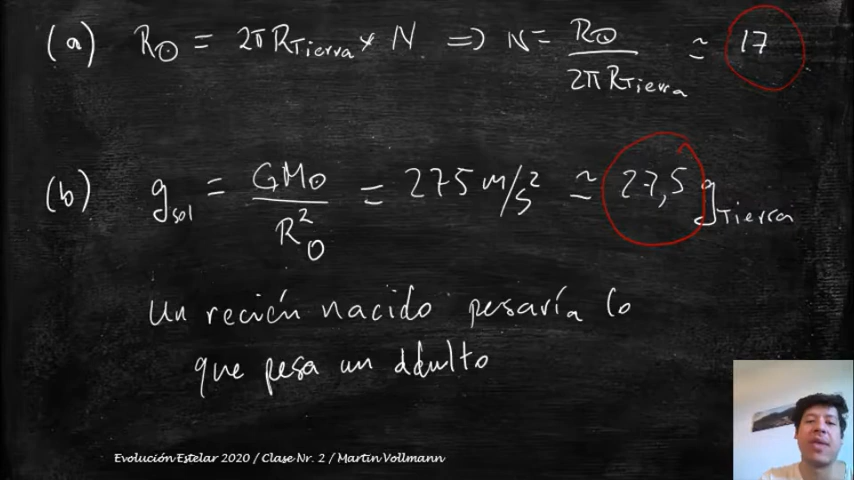 (a) R⊙ = 2π RTierra × N ⇒ N = R⊙ / 2π RTierra ≃ 17
(b) gsol = GM⊙ / R²⊙ = 275 m/s² ≃ 27,5 gTierra
Un recién nacido pesaría lo
que pesa un adulto
Evolución Estelar 2020 / Clase Nr. 2 / Martin Vollmann